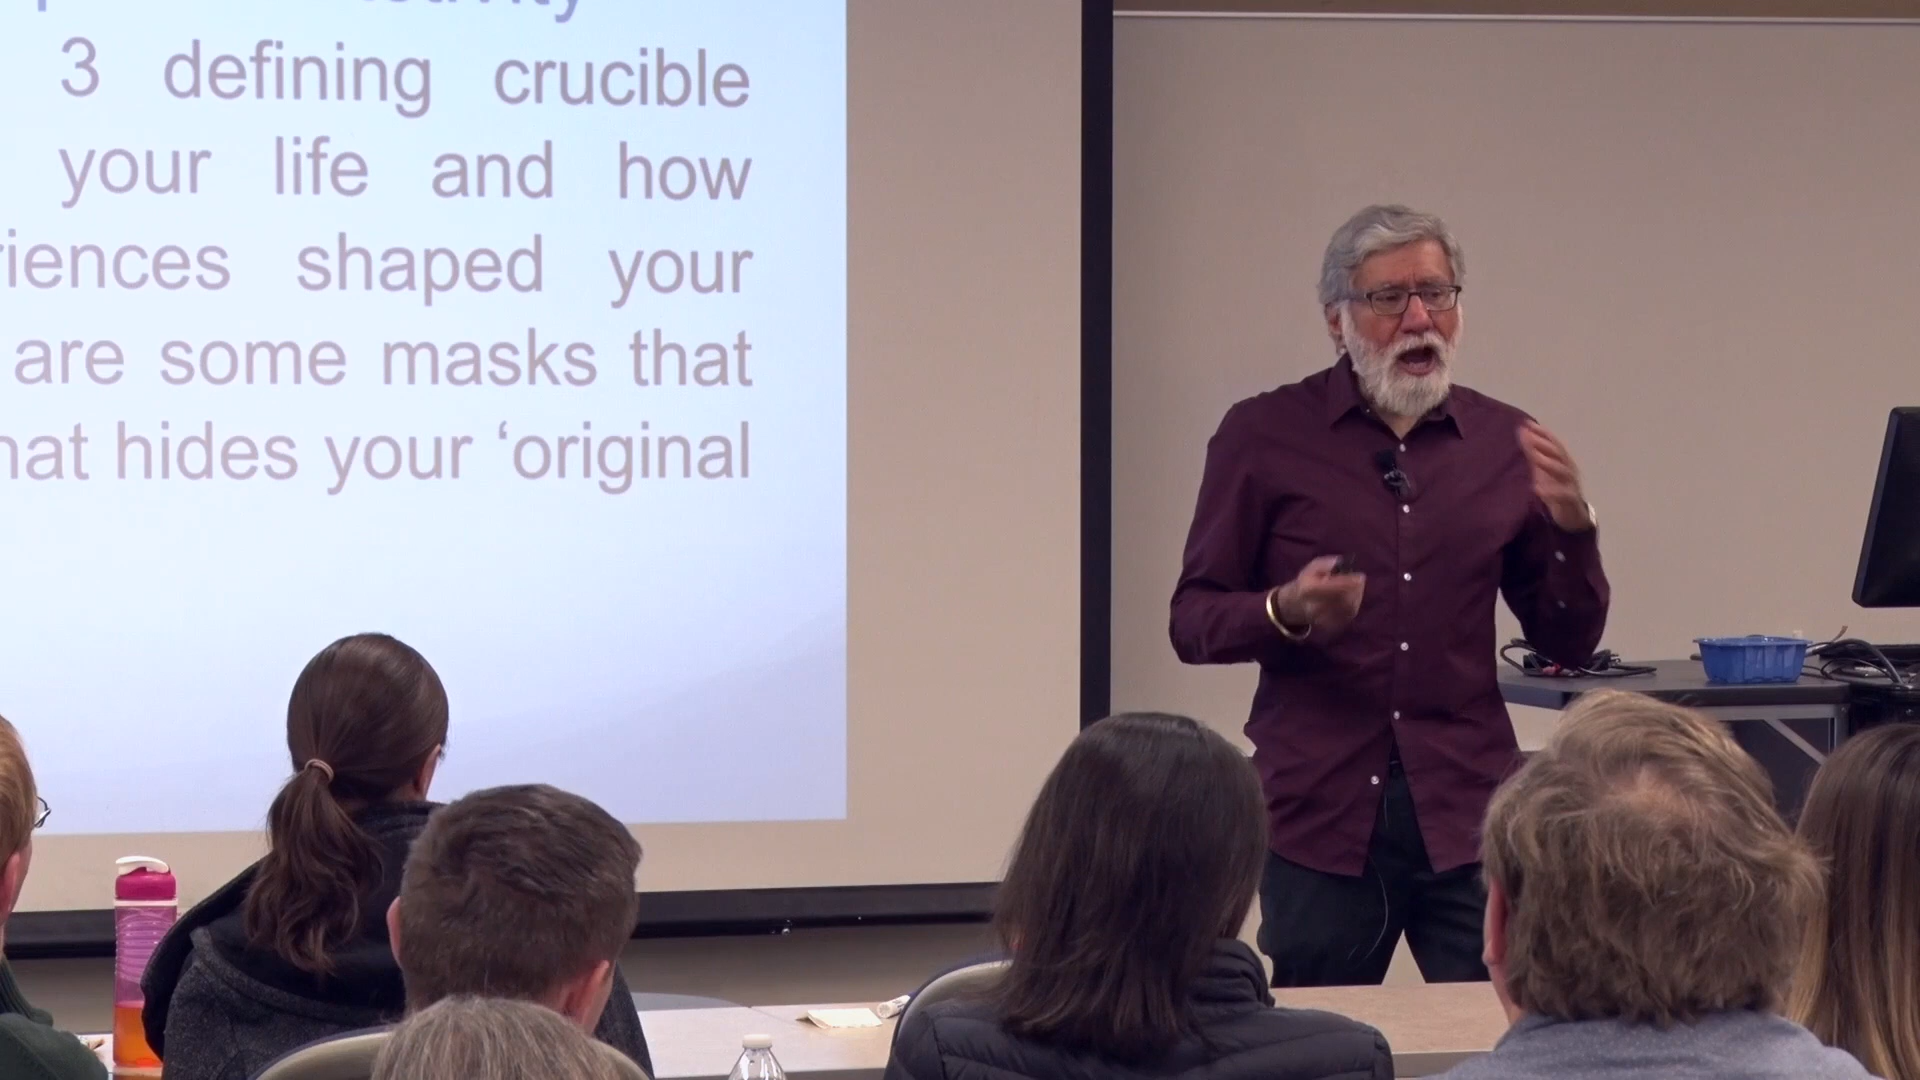 3 defining crucible
your life and how
riences shaped your
are some masks that
hat hides your ‘original